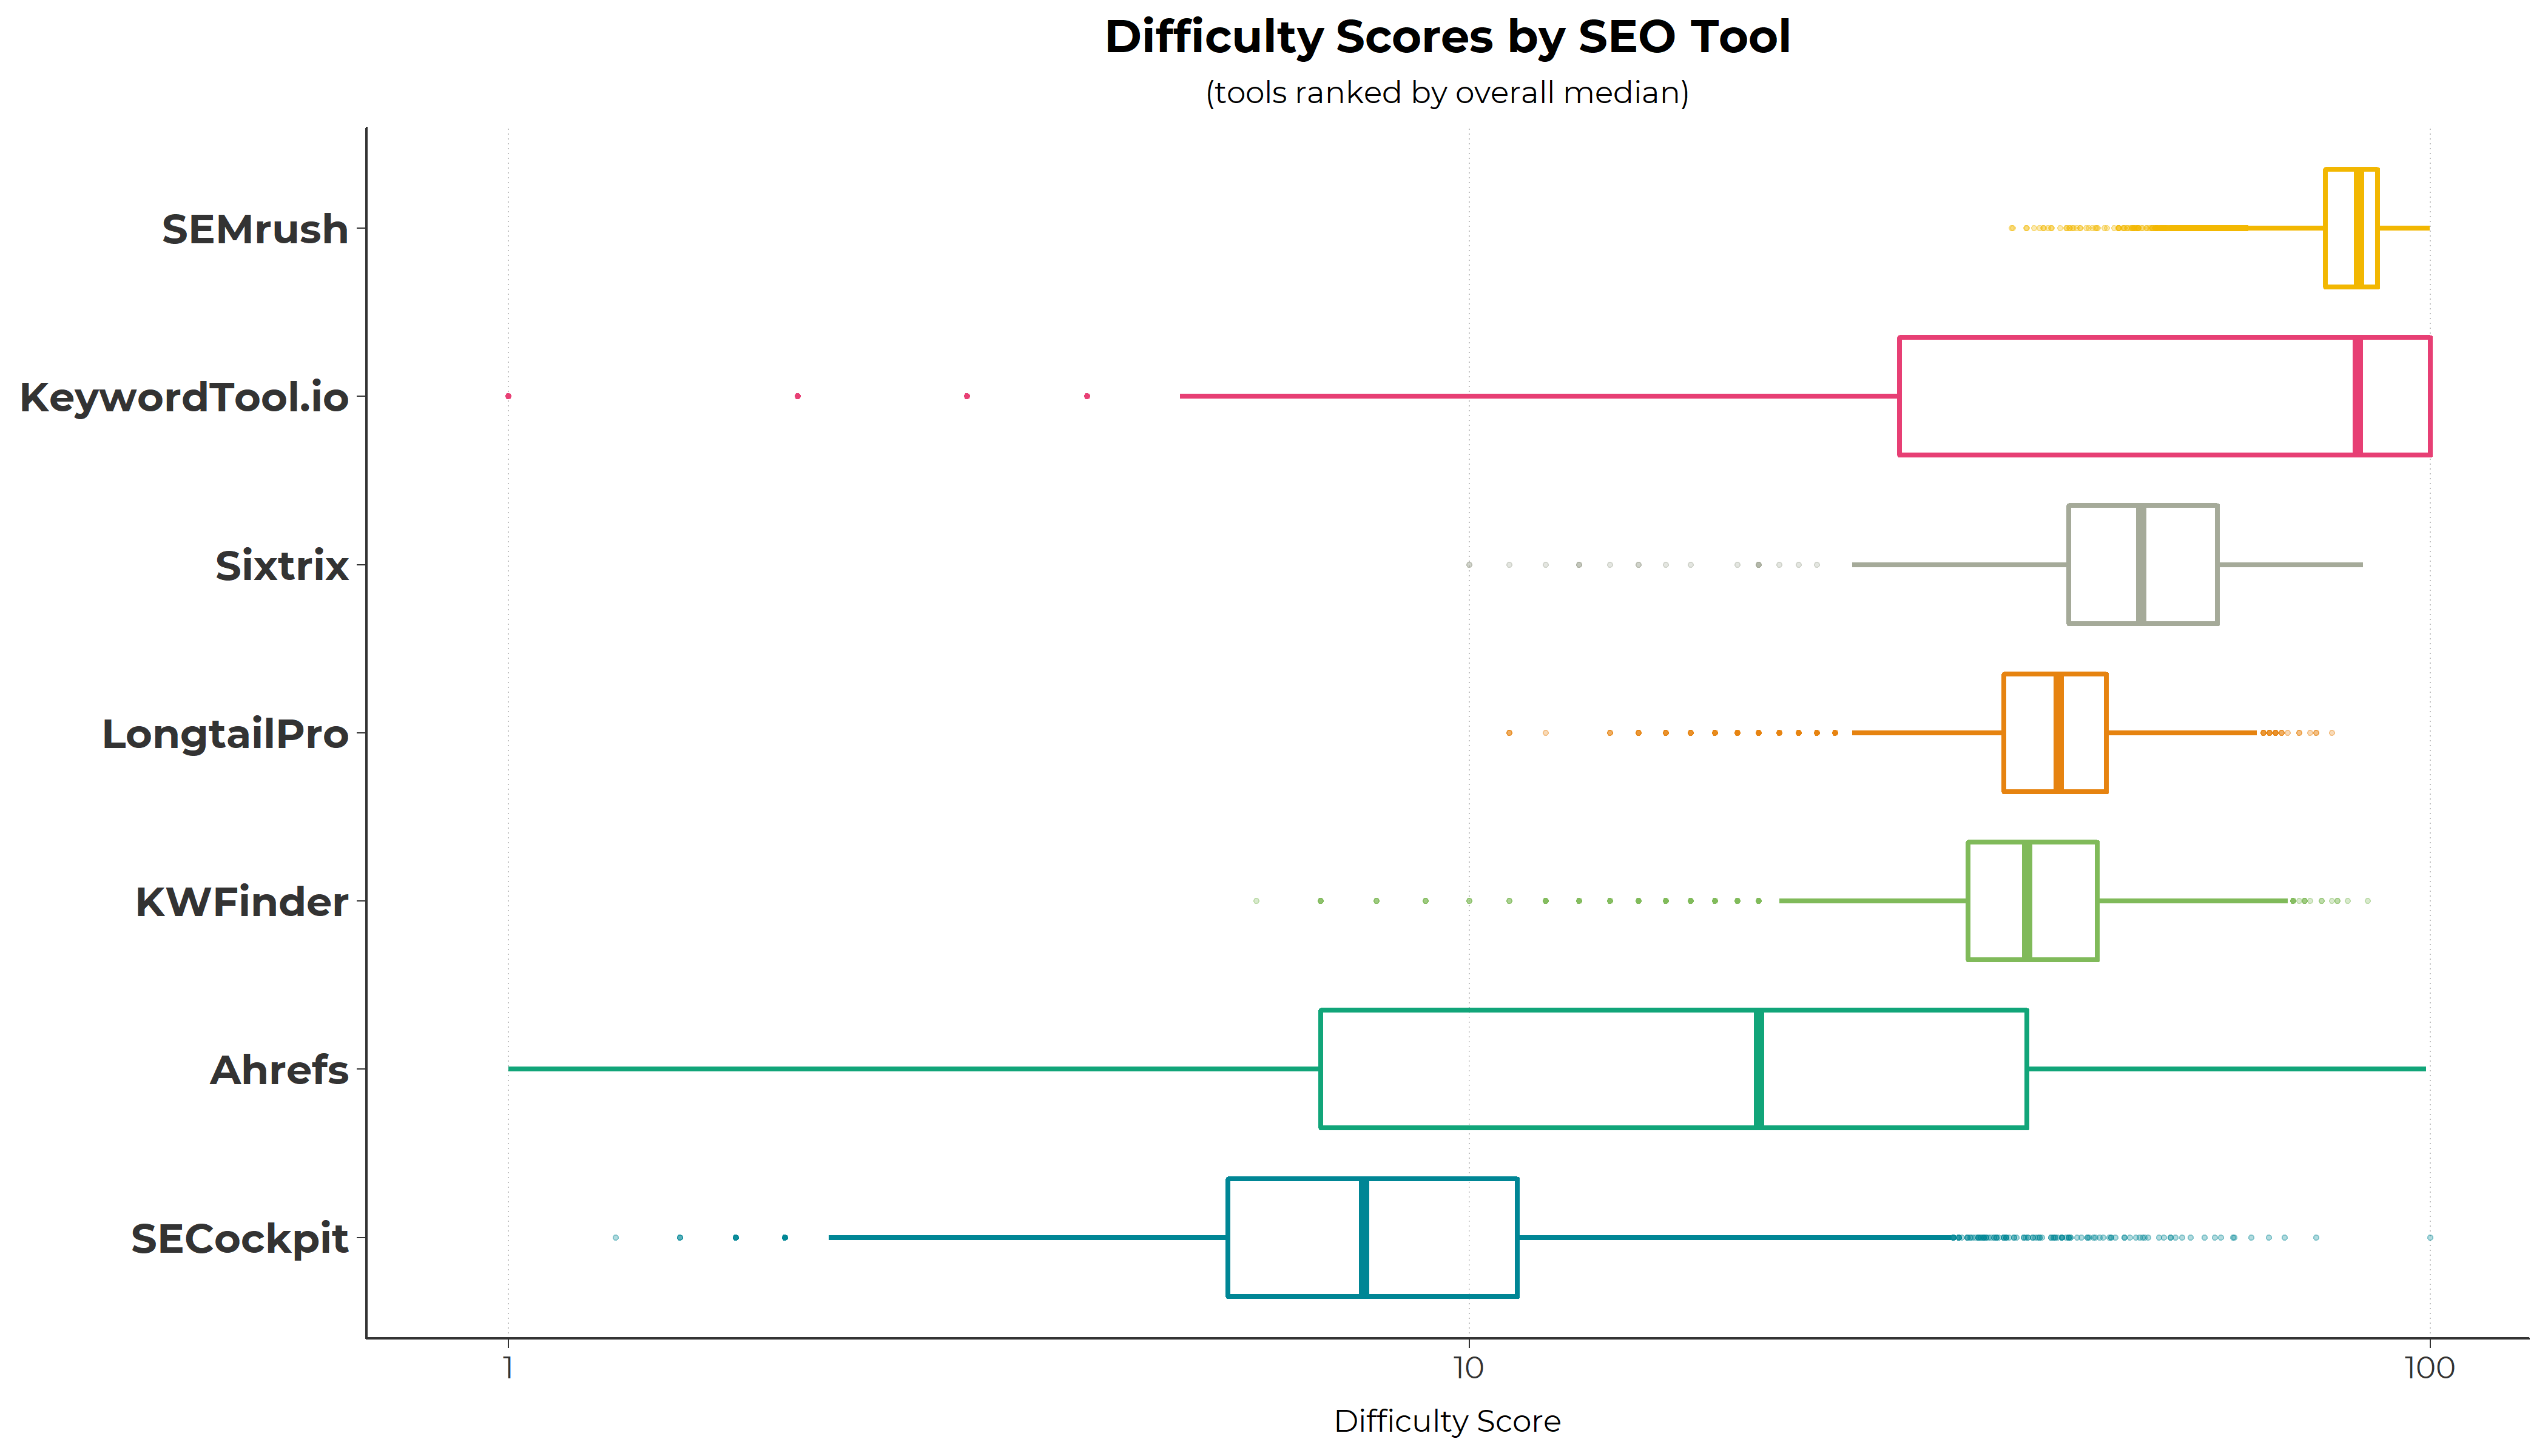 Difficulty Scores by SEO Tool
(tools ranked by overall median)
SEMrush
KeywordTool.io
Sixtrix
LongtailPro
KWFinder
Ahrefs
SECockpit
1
10
100
Difficulty Score